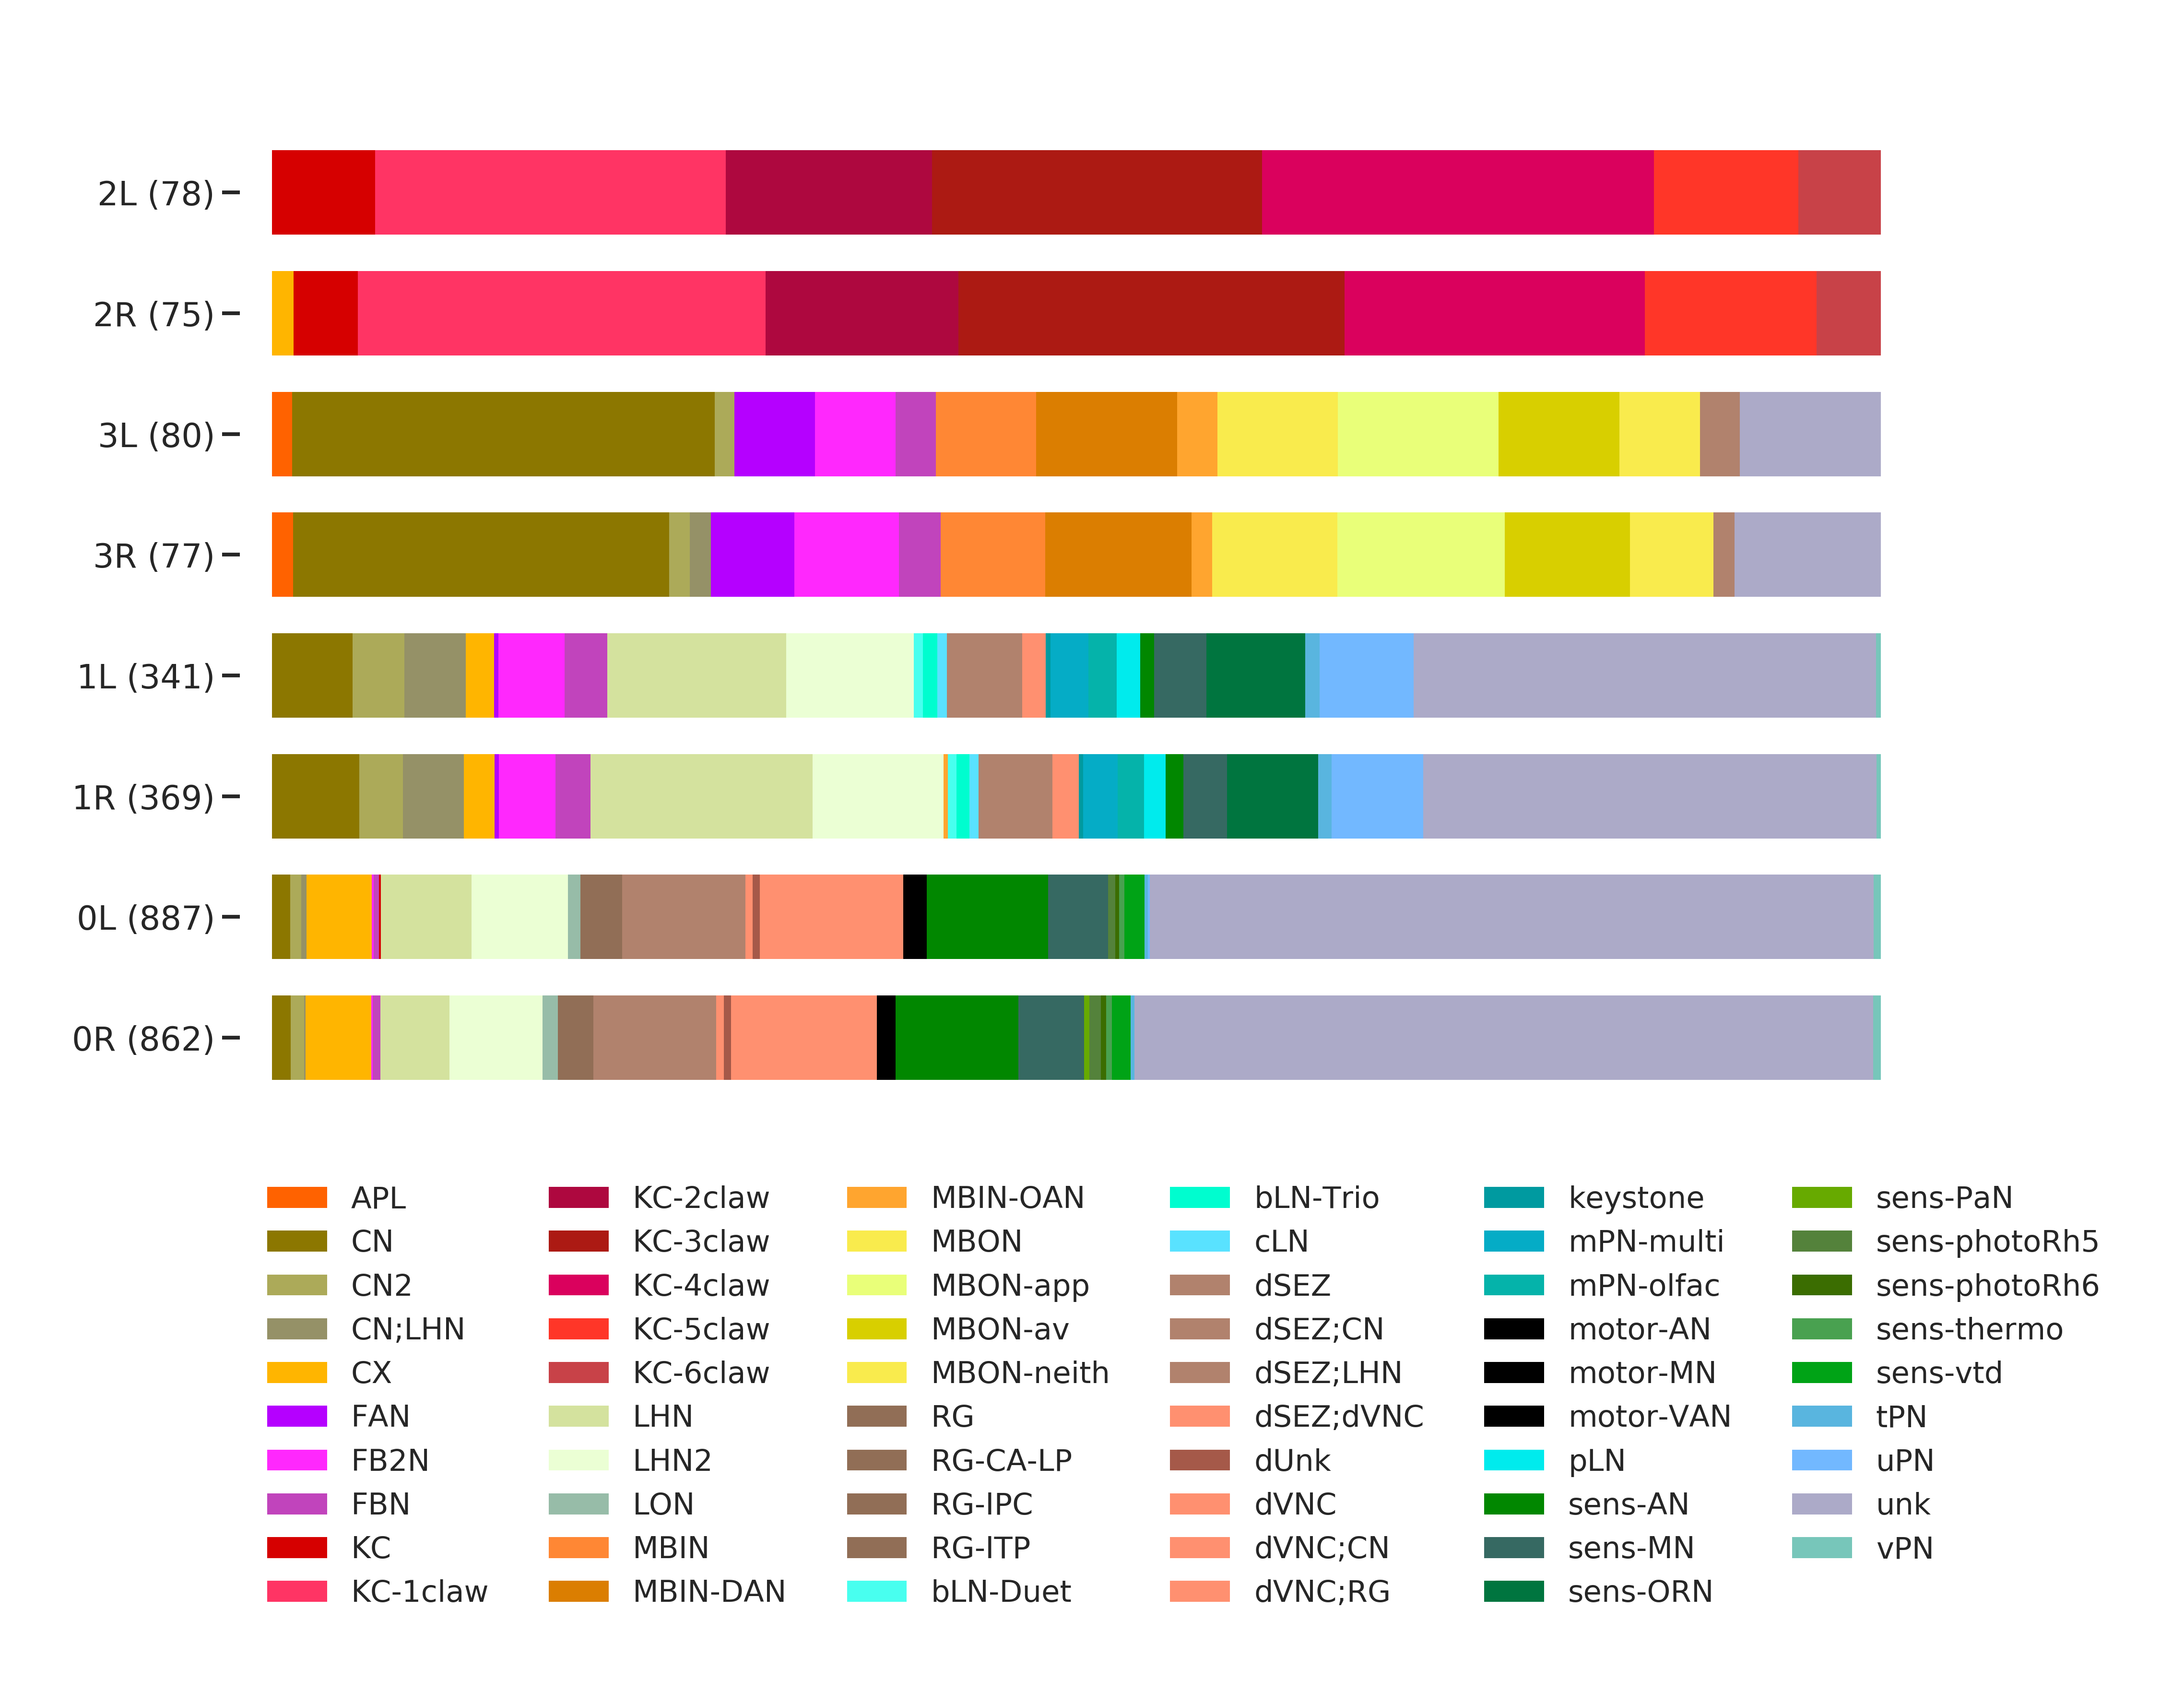 2L (78)
2R (75)
3L (80)
3R (77)
1L (341)
1R (369)
0L (887)
0R (862)
APL
CN
CN2
CN;LHN
CX
FAN
FB2N
FBN
KC
KC-1claw
KC-2claw
KC-3claw
KC-4claw
KC-5claw
KC-6claw
LHN
LHN2
LON
MBIN
MBIN-DAN
MBIN-OAN
MBON
MBON-app
MBON-av
MBON-neith
RG
RG-CA-LP
RG-IPC
RG-ITP
bLN-Duet
bLN-Trio
cLN
dSEZ
dSEZ;CN
dSEZ;LHN
dSEZ;dVNC
dUnk
dVNC
dVNC;CN
dVNC;RG
keystone
mPN-multi
mPN-olfac
motor-AN
motor-MN
motor-VAN
pLN
sens-AN
sens-MN
sens-ORN
sens-PaN
sens-photoRh5
sens-photoRh6
sens-thermo
sens-vtd
tPN
uPN
unk
vPN